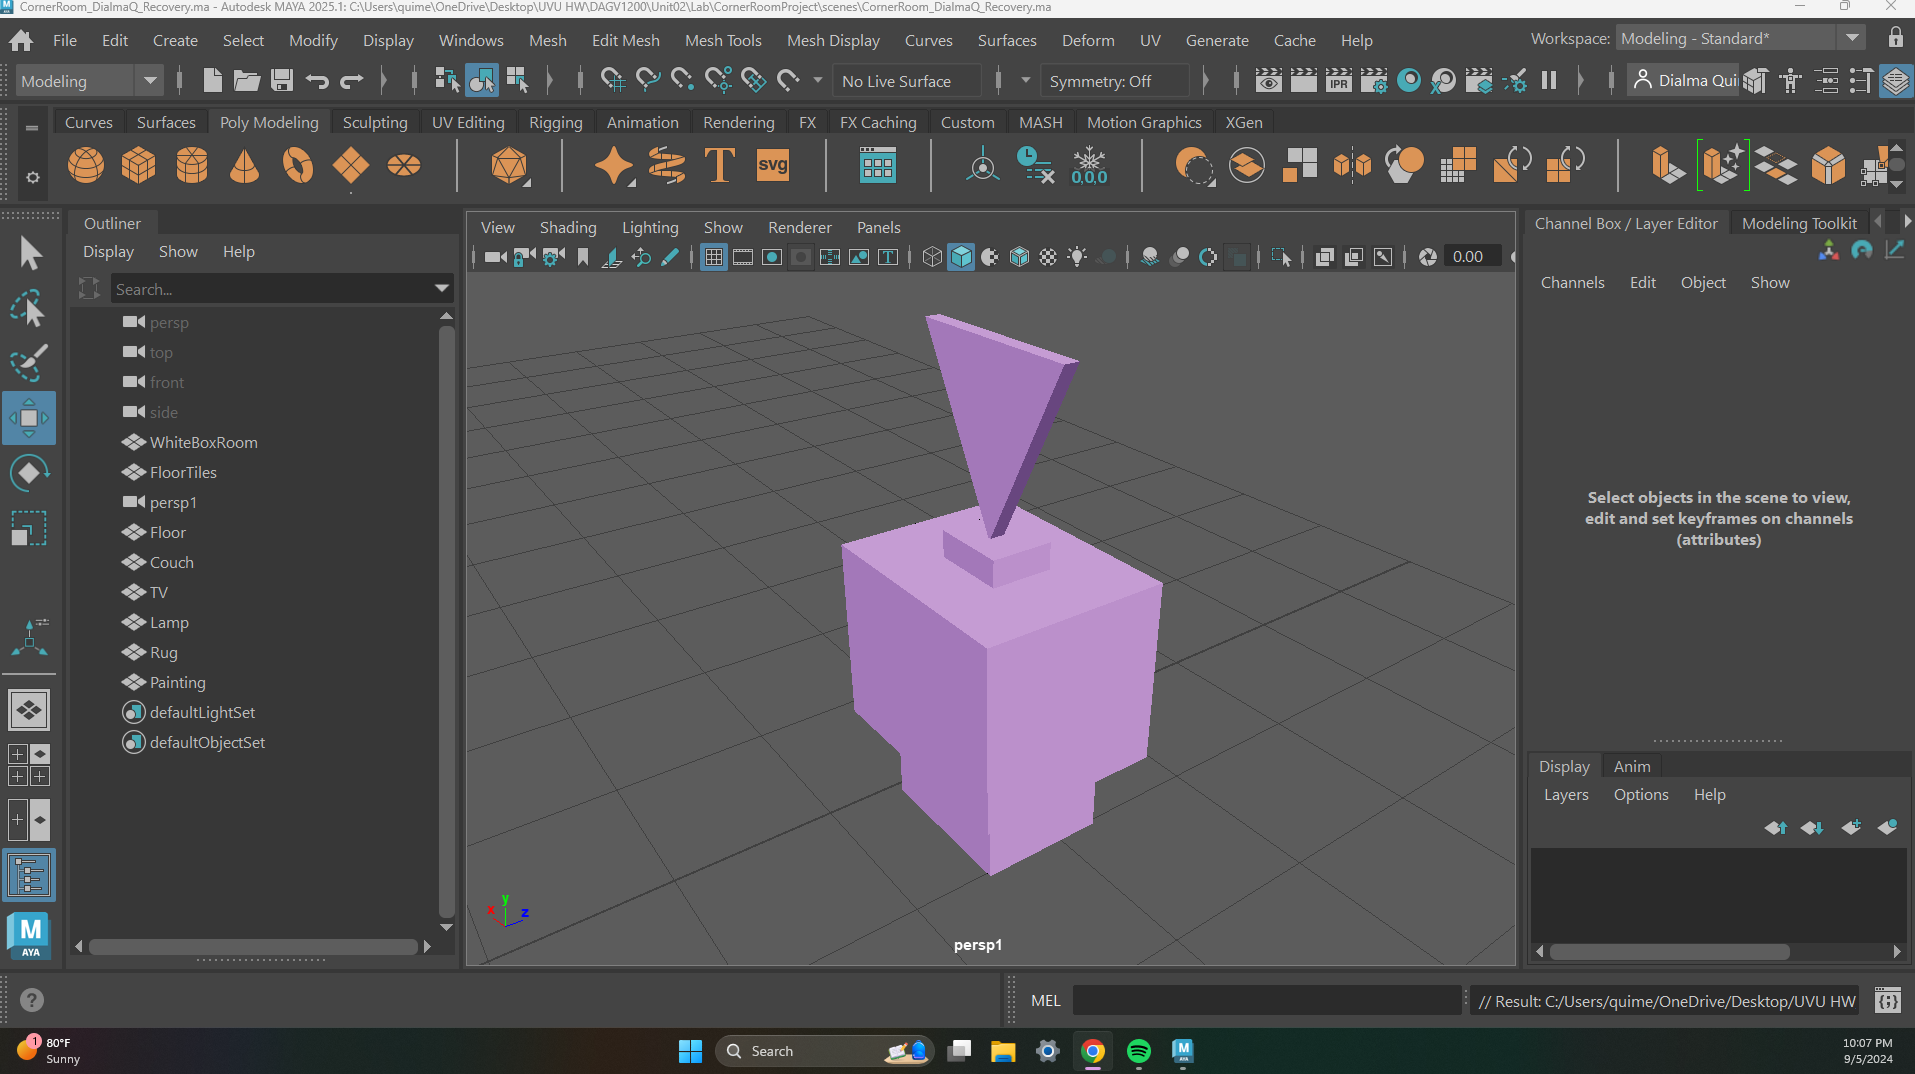 CornerRoom_DialmaQ_Recovery.ma - Autodesk MAYA 2025.1: C:\Users\quime\OneDrive\Desktop\UVU HW\DAGV1200\Unit02\Lab\CornerRoomProject\scenes\CornerRoom_DialmaQ_Recovery.ma
File Edit Create Select Modify Display Windows Mesh Edit Mesh Mesh Tools Mesh Display Curves Surfaces Deform UV Generate Cache Help Workspace: Modeling - Standard*
Modeling No Live Surface Symmetry: Off IPR Dialma Qui
Curves Surfaces Poly Modeling Sculpting UV Editing Rigging Animation Rendering FX FX Caching Custom MASH Motion Graphics XGen
T svg 0,0,0
Outliner
Display Show Help
Search...
persp
top
front
side
WhiteBoxRoom
FloorTiles
persp1
Floor
Couch
TV
Lamp
Rug
Painting
defaultLightSet
defaultObjectSet
M
AYA
View Shading Lighting Show Renderer Panels
0.00
y
x z
persp1
Channel Box / Layer Editor Modeling Toolkit
Channels Edit Object Show
Select objects in the scene to view,
edit and set keyframes on channels
(attributes)
Display Anim
Layers Options Help
MEL // Result: C:/Users/quime/OneDrive/Desktop/UVU HW
1 80°F
Sunny
Search
10:07 PM
9/5/2024